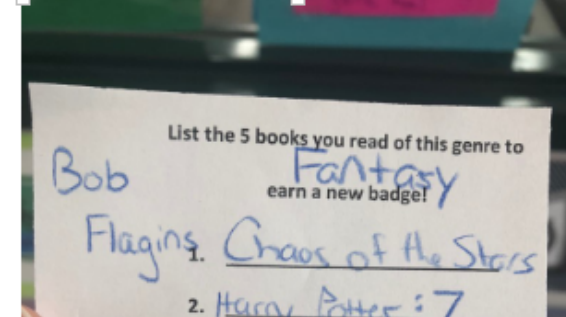 List the 5 books you read of this genre to
Fantasy
earn a new badge!
Bob
Flagins
1. Chaos of the Stars
2. Harry Potter : 7